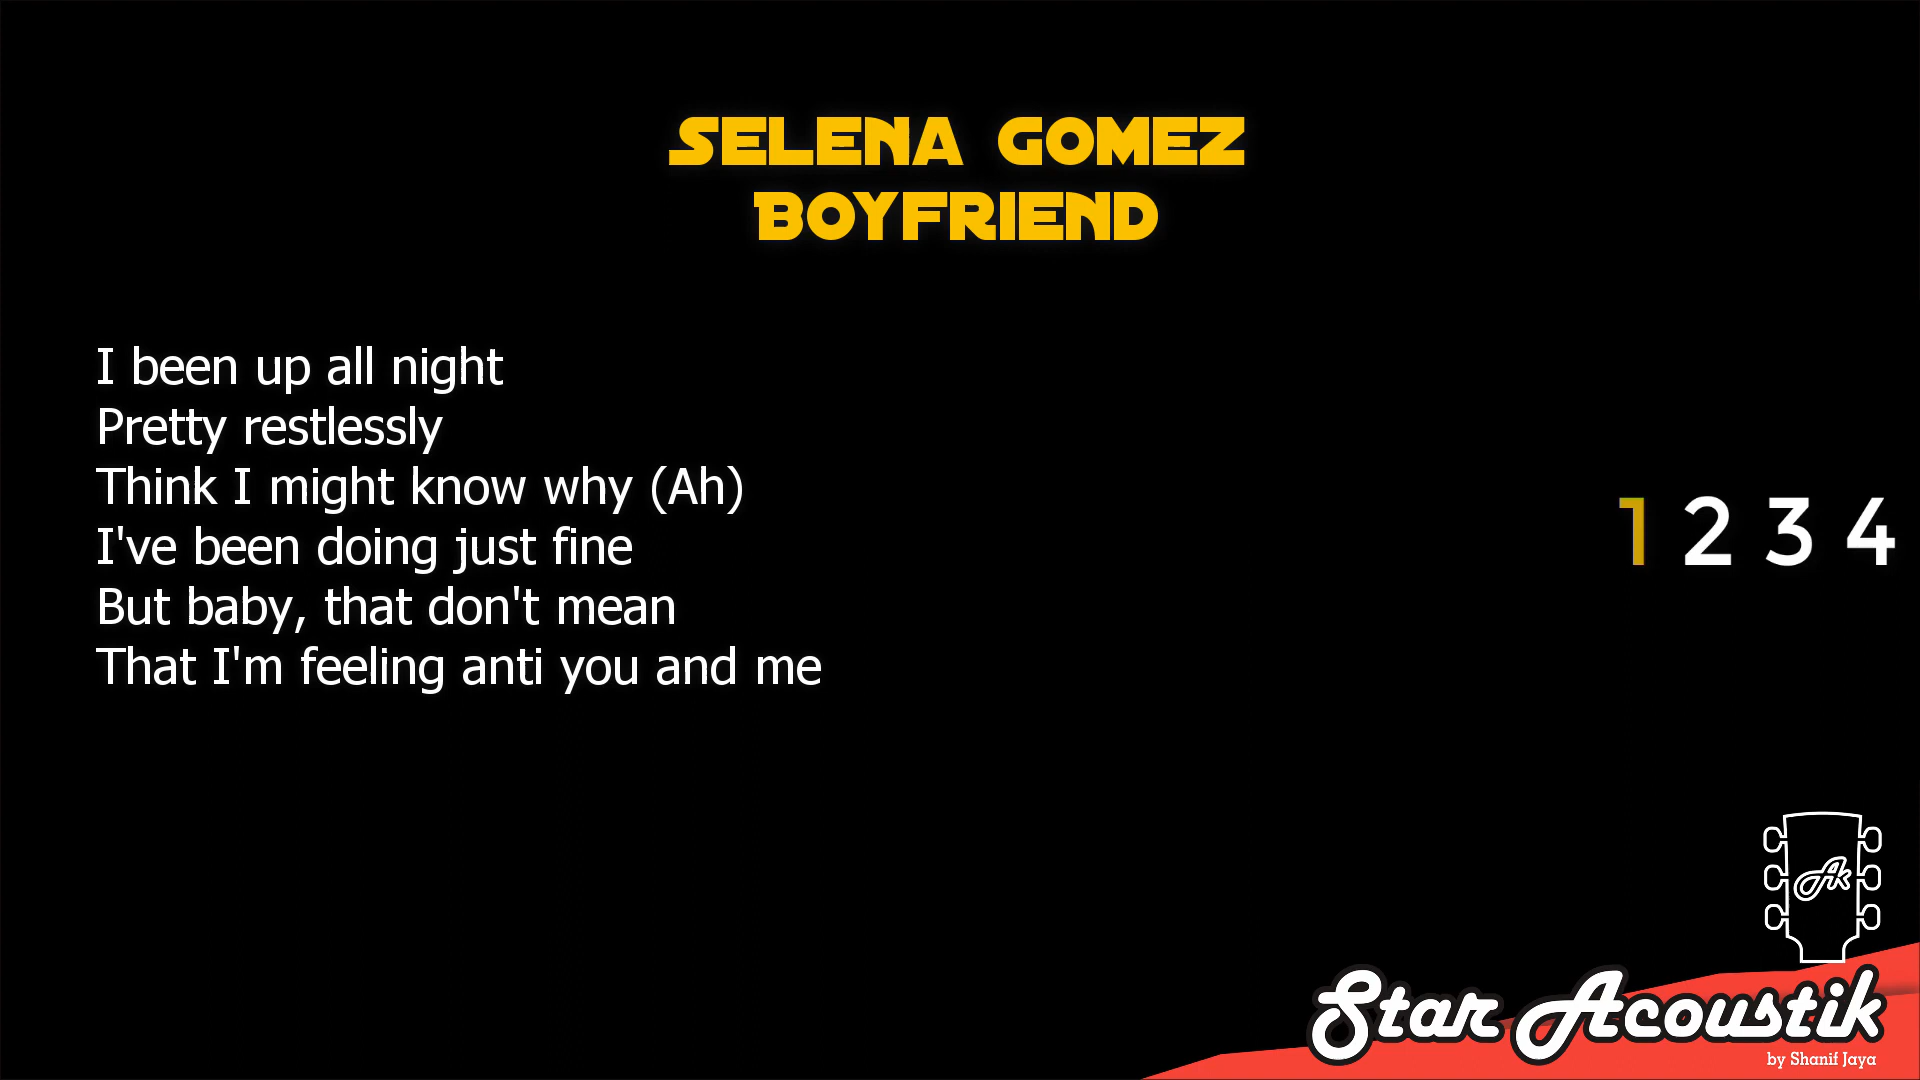 SELENA GOMEZ
BOYFRIEND
I been up all night
Pretty restlessly
Think I might know why (Ah)
I've been doing just fine
But baby, that don't mean
That I'm feeling anti you and me
1 2 3 4
Ak
Star Acoustik
by Shanif Jaya